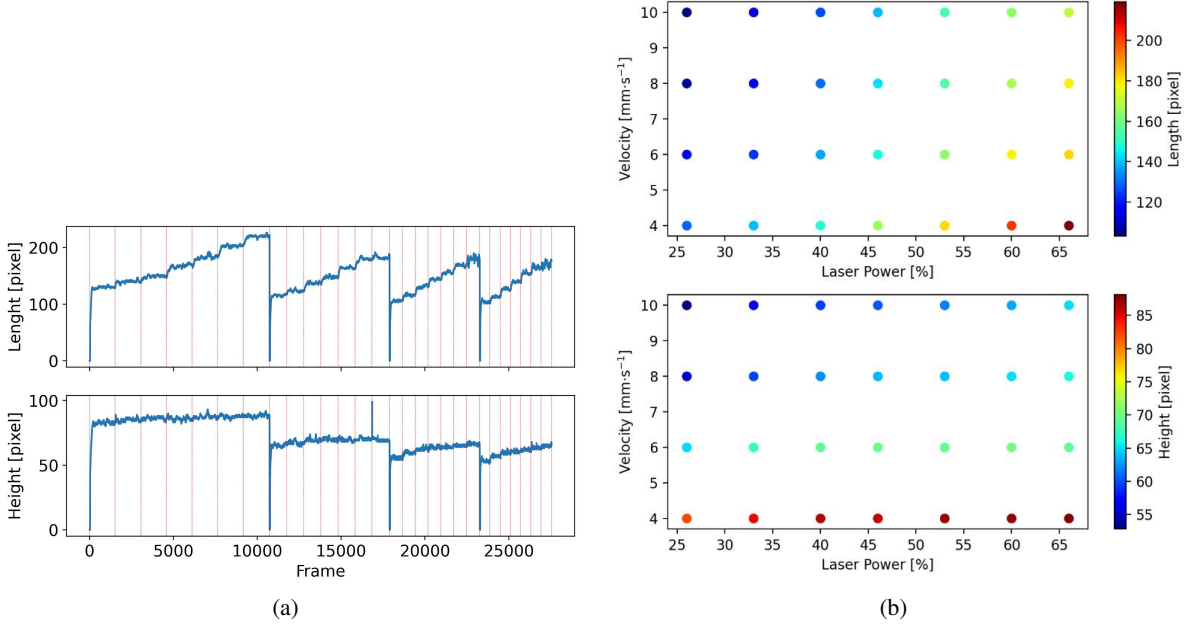 Lenght [pixel]
200
100
0
Height [pixel]
100
50
0
0 5000 10000 15000 20000 25000
Frame
(a)
Velocity [mm·s⁻¹]
10
9
8
7
6
5
4
25 30 35 40 45 50 55 60 65
Laser Power [%]
200
180
160
140
120
Length [pixel]
Velocity [mm·s⁻¹]
10
9
8
7
6
5
4
25 30 35 40 45 50 55 60 65
Laser Power [%]
85
80
75
70
65
60
55
Height [pixel]
(b)